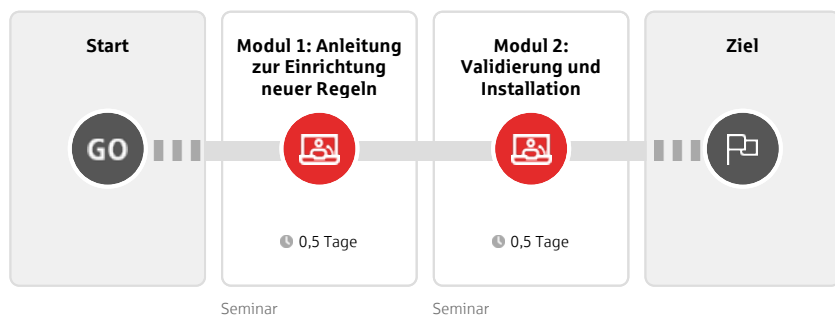 Start
Modul 1: Anleitung
zur Einrichtung
neuer Regeln
Modul 2:
Validierung und
Installation
Ziel
GO
0,5 Tage
0,5 Tage
Seminar
Seminar